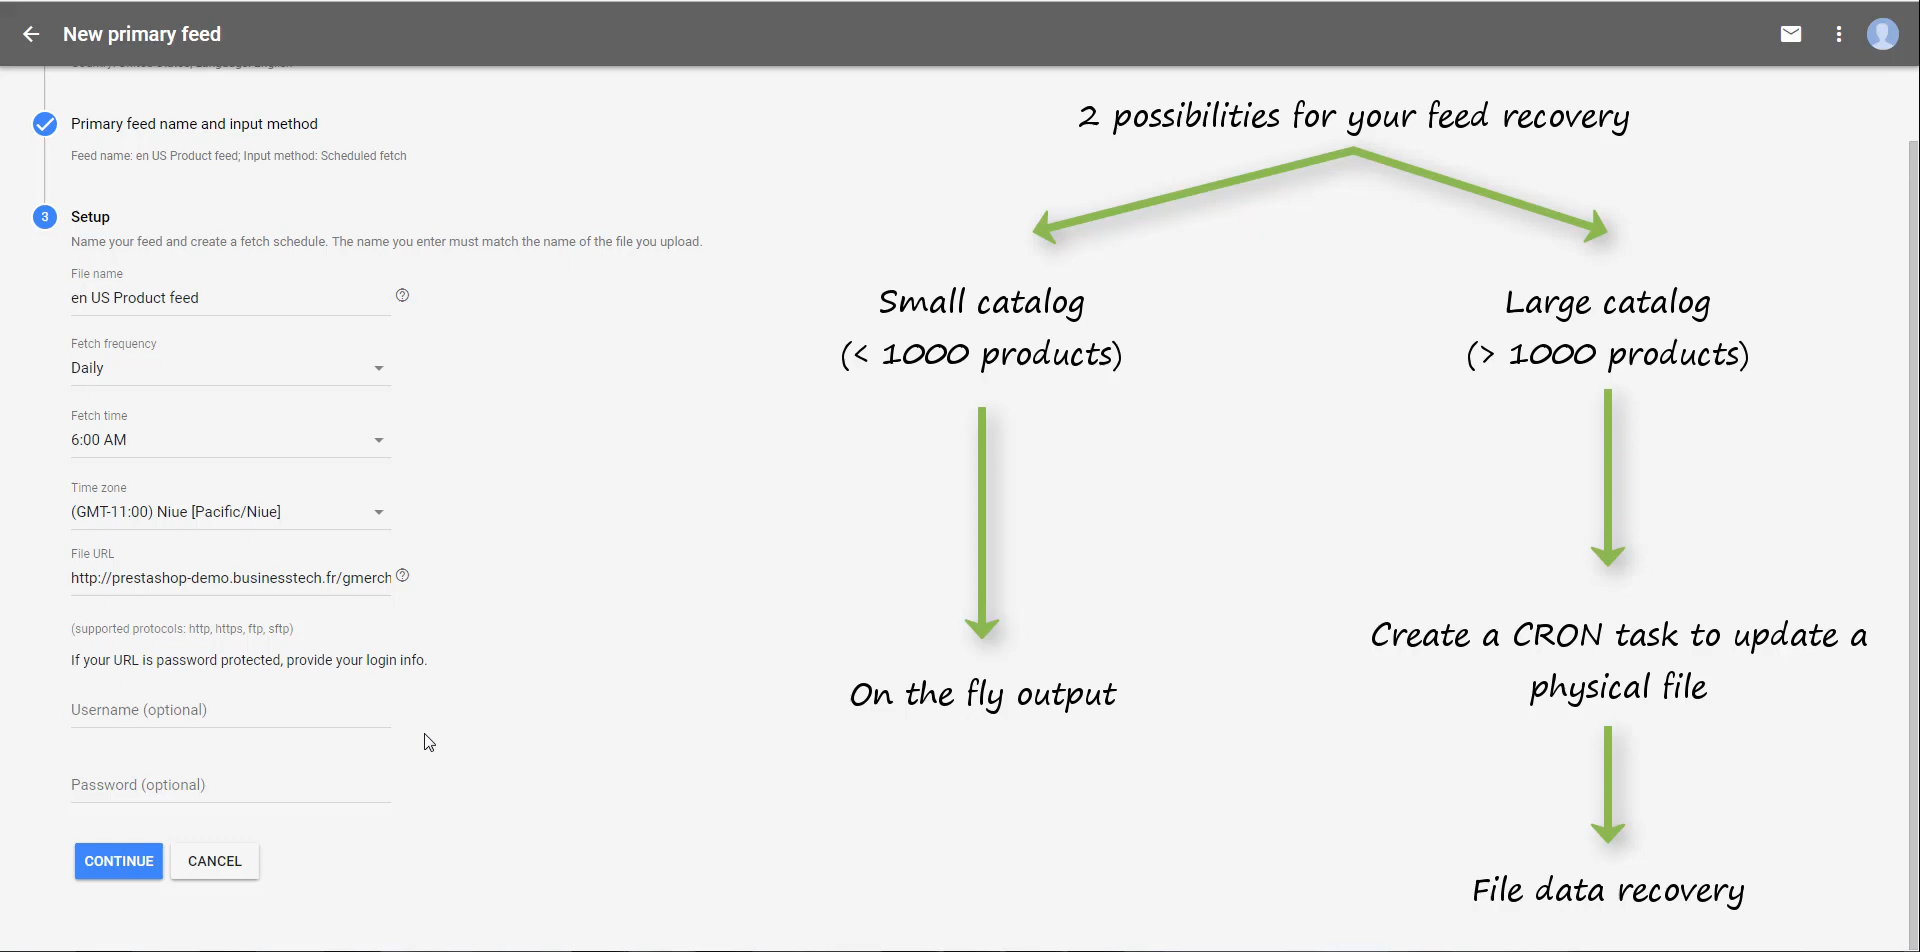 New primary feed
Country: United States; Language: English
Primary feed name and input method
Feed name: en US Product feed; Input method: Scheduled fetch
3 Setup
Name your feed and create a fetch schedule. The name you enter must match the name of the file you upload.
File name
en US Product feed
Fetch frequency
Daily
Fetch time
6:00 AM
Time zone
(GMT-11:00) Niue [Pacific/Niue]
File URL
http://prestashop-demo.businesstech.fr/gmerch
(supported protocols: http, https, ftp, sftp)
If your URL is password protected, provide your login info.
Username (optional)
Password (optional)
CONTINUE CANCEL
2 possibilities for your feed recovery
Small catalog
(< 1000 products)
On the fly output
Large catalog
(> 1000 products)
Create a CRON task to update a
physical file
File data recovery